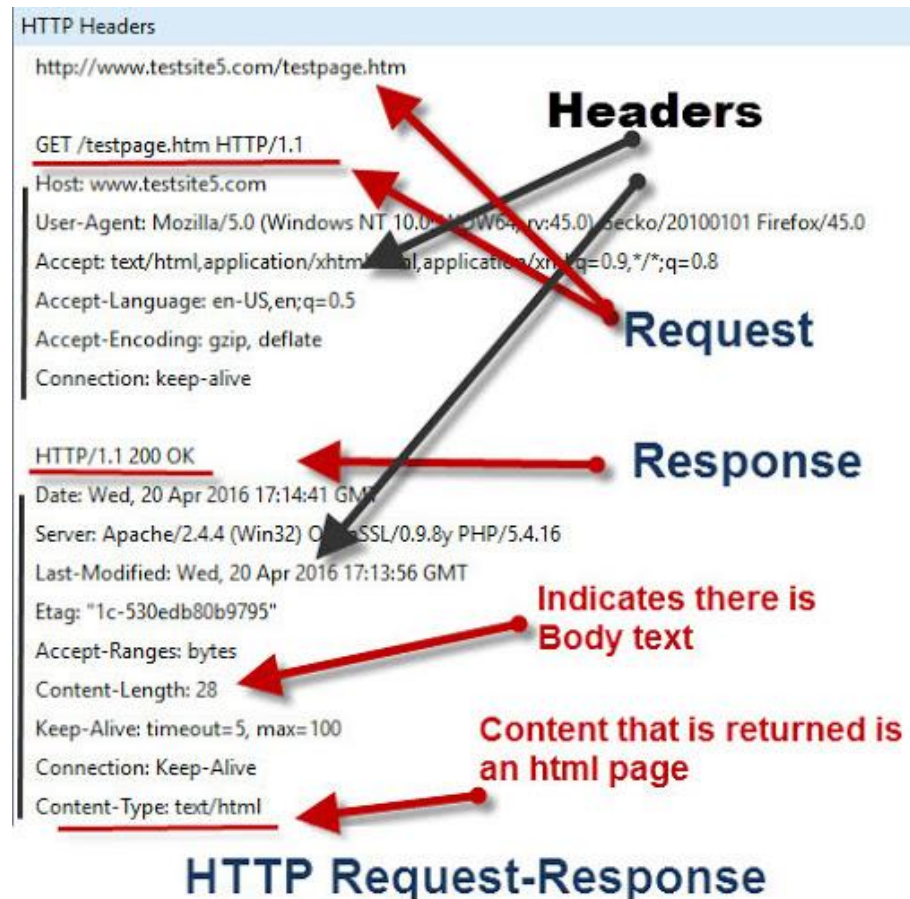 HTTP Headers
http://www.testsite5.com/testpage.htm
Headers
GET /testpage.htm HTTP/1.1
Host: www.testsite5.com
User-Agent: Mozilla/5.0 (Windows NT 10.0; WOW64; rv:45.0) Gecko/20100101 Firefox/45.0
Accept: text/html,application/xhtml+xml,application/xml;q=0.9,*/*;q=0.8
Accept-Language: en-US,en;q=0.5
Request
Accept-Encoding: gzip, deflate
Connection: keep-alive
HTTP/1.1 200 OK
Response
Date: Wed, 20 Apr 2016 17:14:41 GMT
Server: Apache/2.4.4 (Win32) OpenSSL/0.9.8y PHP/5.4.16
Last-Modified: Wed, 20 Apr 2016 17:13:56 GMT
Etag: "1c-530edb80b9795"
Indicates there is
Body text
Accept-Ranges: bytes
Content-Length: 28
Keep-Alive: timeout=5, max=100
Content that is returned is
an html page
Connection: Keep-Alive
Content-Type: text/html
HTTP Request-Response